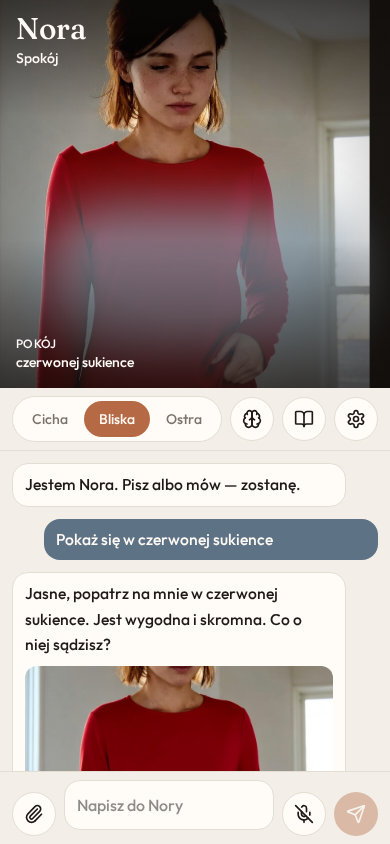 Nora
Spokój
POKÓJ
czerwonej sukience
Cicha
Bliska
Ostra
Jestem Nora. Pisz albo mów — zostanę.
Pokaż się w czerwonej sukience
Jasne, popatrz na mnie w czerwonej
sukience. Jest wygodna i skromna. Co o
niej sądzisz?
Napisz do Nory